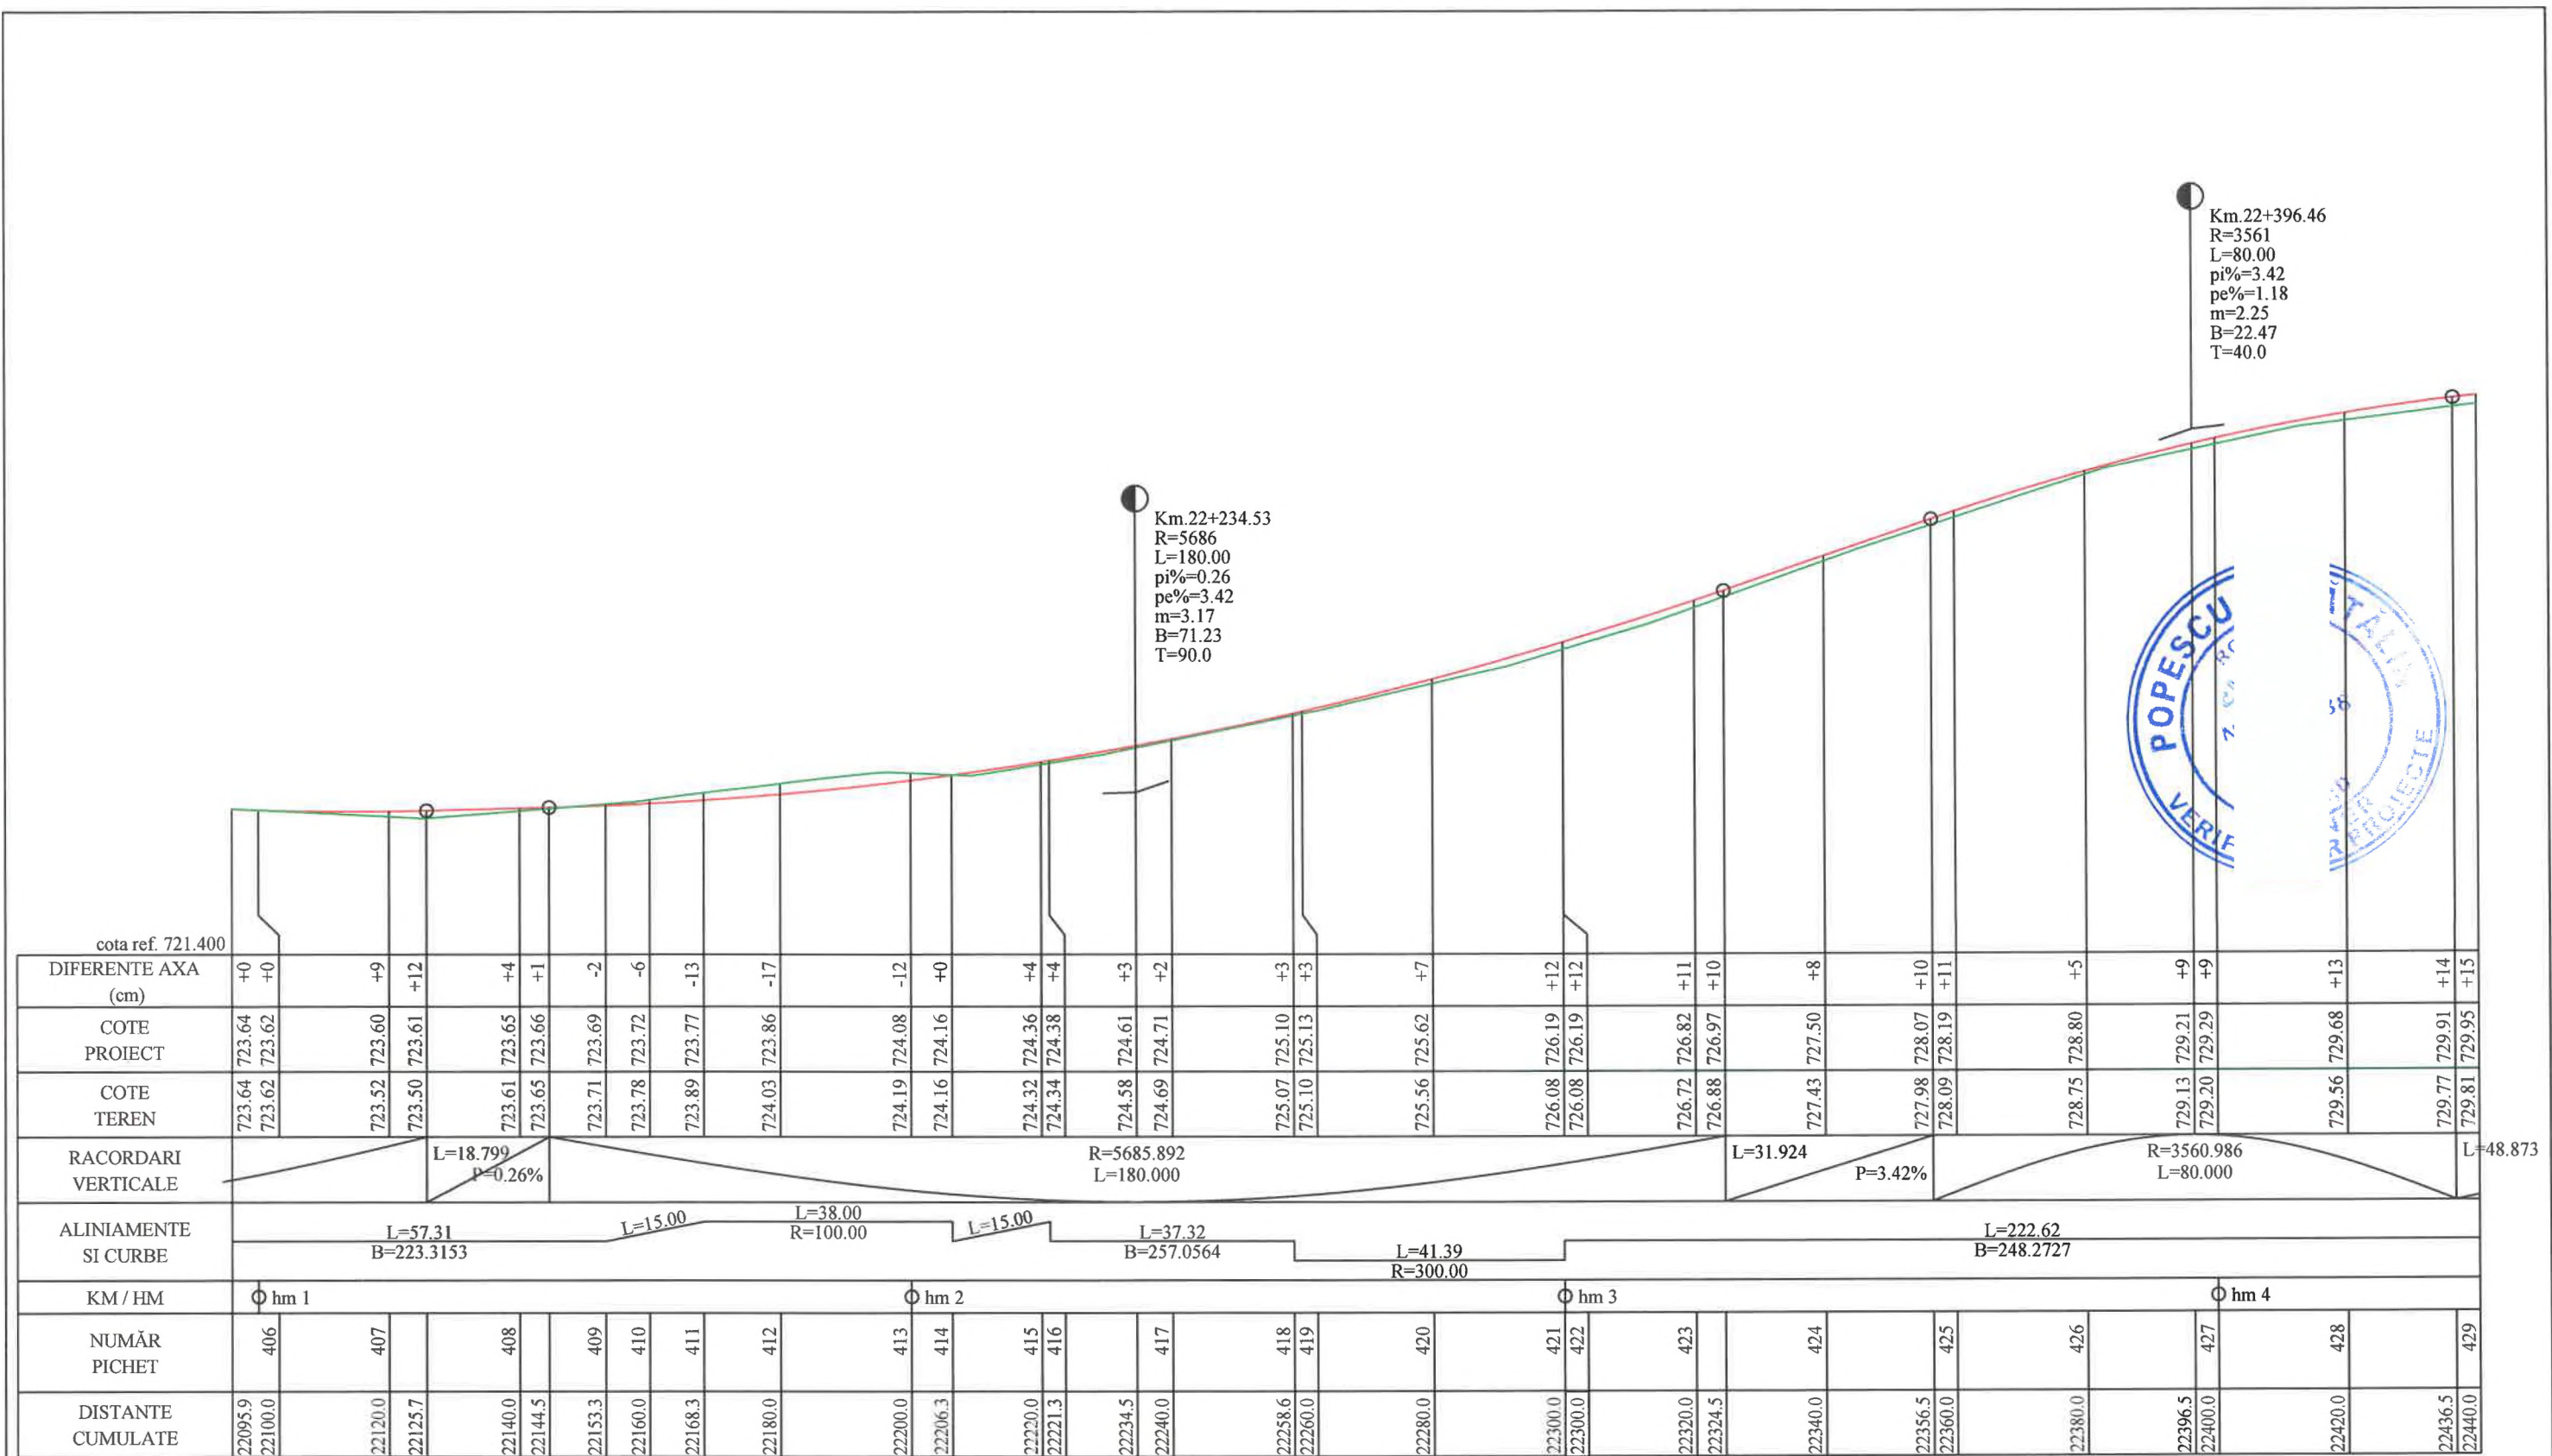 Km.22+396.46
R=3561
L=80.00
pi%=3.42
pe%=1.18
m=2.25
B=22.47
T=40.0
Km.22+234.53
R=5686
L=180.00
pi%=0.26
pe%=3.42
m=3.17
B=71.23
T=90.0
POPESCU
PROIECTE
cota ref. 721.400
DIFERENTE AXA
(cm)
+0 +0 +9 +12 +4 +1 -2 -6 -13 -17 -12 +0 +4 +4 +3 +2 +3 +3 +7 +12 +12 +11 +10 +8 +10 +11 +5 +9 +9 +13 +14 +15
COTE
PROIECT
723.64 723.62 723.60 723.61 723.65 723.66 723.69 723.72 723.77 723.86 724.08 724.16 724.36 724.38 724.61 724.71 725.10 725.13 725.62 726.19 726.19 726.82 726.97 727.50 728.07 728.19 728.80 729.21 729.29 729.68 729.91 729.95
COTE
TEREN
723.64 723.62 723.52 723.50 723.61 723.65 723.71 723.78 723.89 724.03 724.19 724.16 724.32 724.34 724.58 724.69 725.07 725.10 725.56 726.08 726.08 726.72 726.88 727.43 727.98 728.09 728.75 729.13 729.20 729.56 729.77 729.81
RACORDARI
VERTICALE
L=18.799
P=0.26%
R=5685.892
L=180.000
L=31.924
P=3.42%
R=3560.986
L=80.000
L=48.873
ALINIAMENTE
SI CURBE
L=57.31
B=223.3153
L=15.00
L=38.00
R=100.00
L=15.00
L=37.32
B=257.0564
L=41.39
R=300.00
L=222.62
B=248.2727
KM / HM
hm 1 hm 2 hm 3 hm 4
NUMĂR
PICHET
406 407 408 409 410 411 412 413 414 415 416 417 418 419 420 421 422 423 424 425 426 427 428 429
DISTANTE
CUMULATE
22095.9 22100.0 22120.0 22125.7 22140.0 22144.5 22153.3 22160.0 22168.3 22180.0 22200.0 22206.3 22220.0 22221.3 22234.5 22240.0 22258.6 22260.0 22280.0 22300.0 22300.0 22320.0 22324.5 22340.0 22356.5 22360.0 22380.0 22396.5 22400.0 22420.0 22436.5 22440.0